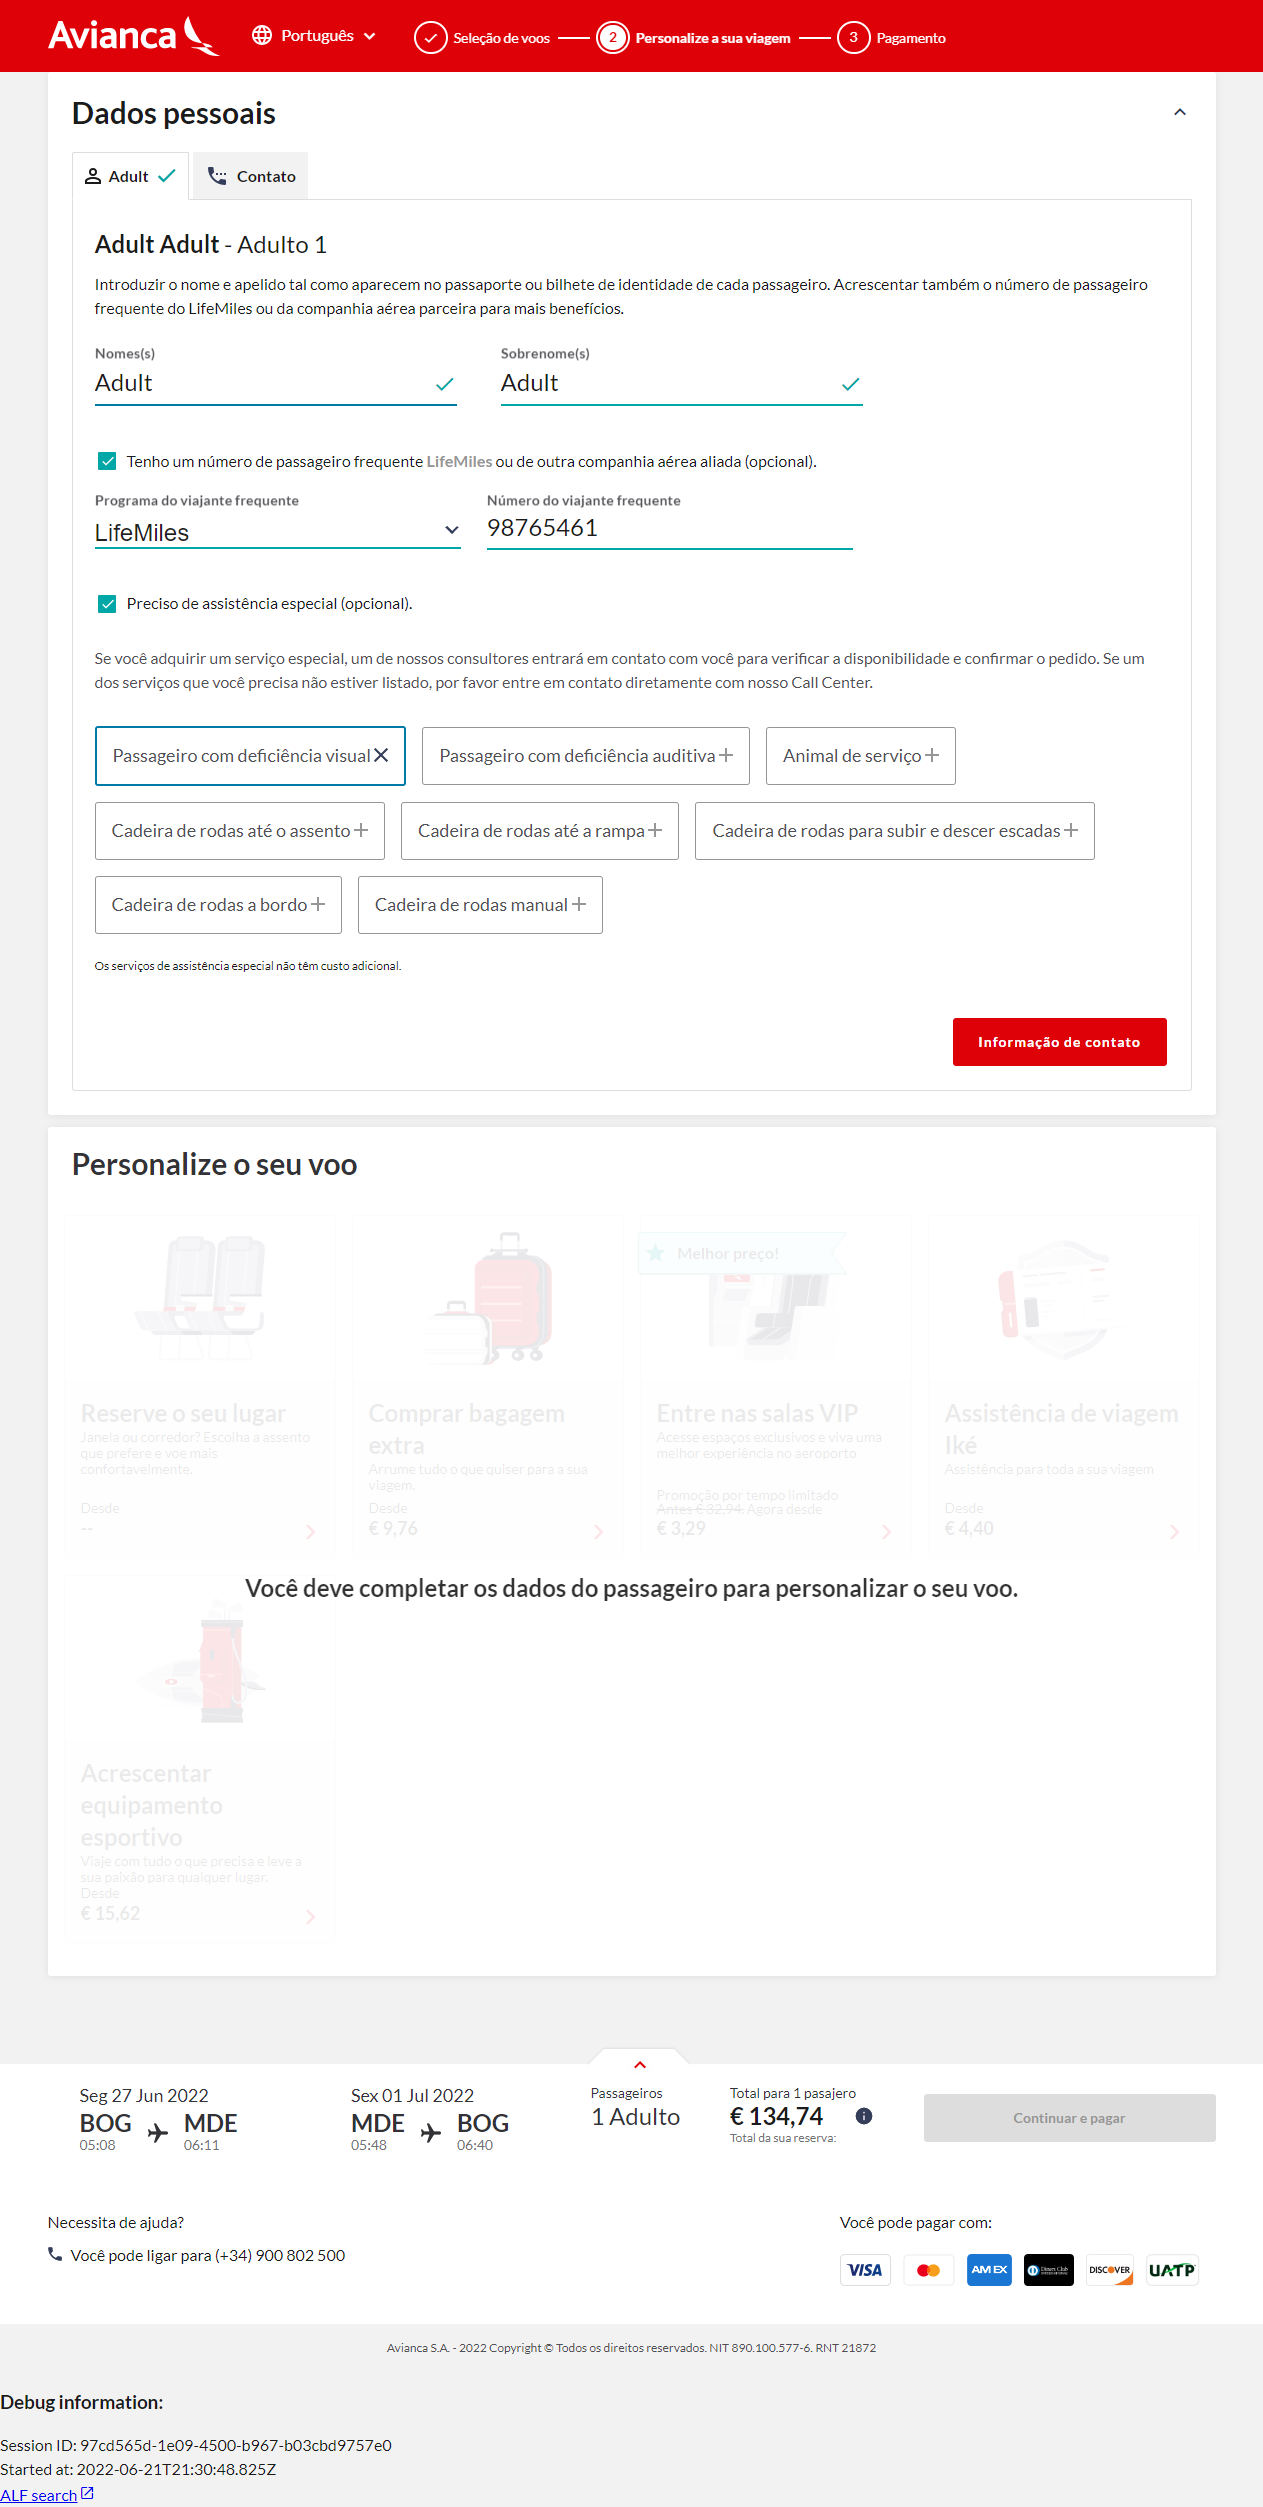 Avianca
Português
Seleção de voos
2 Personalize a sua viagem
3 Pagamento
Dados pessoais
Adult
Contato
Adult Adult - Adulto 1
Introduzir o nome e apelido tal como aparecem no passaporte ou bilhete de identidade de cada passageiro. Acrescentar também o número de passageiro
frequente do LifeMiles ou da companhia aérea parceira para mais benefícios.
Nomes(s)
Adult
Sobrenome(s)
Adult
Tenho um número de passageiro frequente LifeMiles ou de outra companhia aérea aliada (opcional).
Programa do viajante frequente
LifeMiles
Número do viajante frequente
98765461
Preciso de assistência especial (opcional).
Se você adquirir um serviço especial, um de nossos consultores entrará em contato com você para verificar a disponibilidade e confirmar o pedido. Se um
dos serviços que você precisa não estiver listado, por favor entre em contato diretamente com nosso Call Center.
Passageiro com deficiência visual
Passageiro com deficiência auditiva
Animal de serviço
Cadeira de rodas até o assento
Cadeira de rodas até a rampa
Cadeira de rodas para subir e descer escadas
Cadeira de rodas a bordo
Cadeira de rodas manual
Os serviços de assistência especial não têm custo adicional.
Informação de contato
Personalize o seu voo
Reserve o seu lugar
Janela ou corredor? Escolha a assento
que prefere e voe mais
confortavelmente.
Desde
--
Comprar bagagem
extra
Arrume tudo o que quiser para a sua
viagem.
Desde
€ 9,76
Melhor preço!
Entre nas salas VIP
Acesse espaços exclusivos e viva uma
melhor experiência no aeroporto
Promoção por tempo limitado
Antes € 32,94. Agora desde
€ 3,29
Assistência de viagem
Iké
Assistência para toda a sua viagem
Desde
€ 4,40
Você deve completar os dados do passageiro para personalizar o seu voo.
Acrescentar
equipamento
esportivo
Viaje com tudo o que precisa e leve a
sua paixão para qualquer lugar.
Desde
€ 15,62
Seg 27 Jun 2022
BOG MDE
05:08 06:11
Sex 01 Jul 2022
MDE BOG
05:48 06:40
Passageiros
1 Adulto
Total para 1 pasajero
€ 134,74
Total da sua reserva:
Continuar e pagar
Necessita de ajuda?
Você pode ligar para (+34) 900 802 500
Você pode pagar com:
VISA
AMEX
Diners Club
DISCOVER
UATP
Avianca S.A. - 2022 Copyright © Todos os direitos reservados. NIT 890.100.577-6. RNT 21872
Debug information:
Session ID: 97cd565d-1e09-4500-b967-b03cbd9757e0
Started at: 2022-06-21T21:30:48.825Z
ALF search